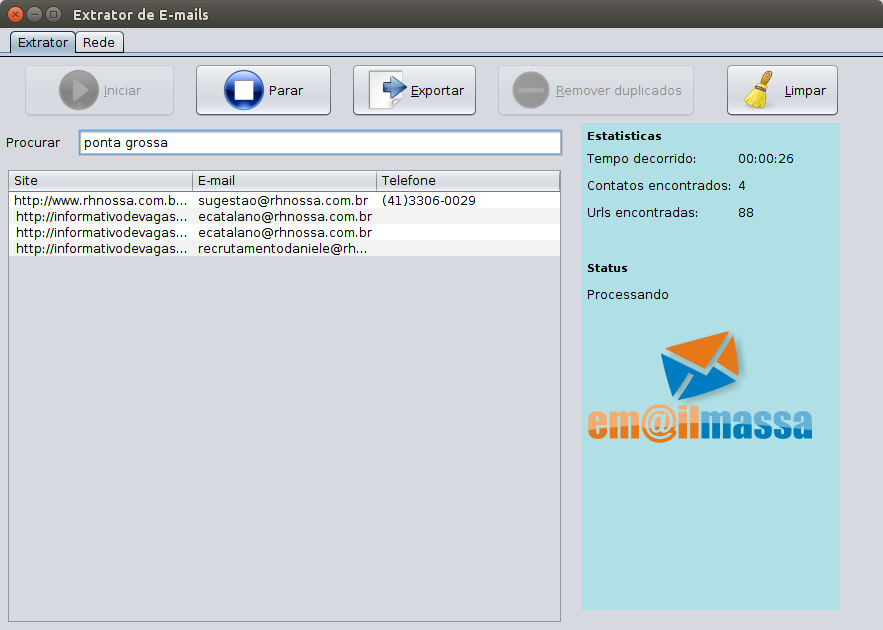 Extrator de E-mails
Extrator Rede
Iniciar Parar Exportar Remover duplicados Limpar
Procurar ponta grossa
Site E-mail Telefone
http://www.rhnossa.com.b... sugestao@rhnossa.com.br (41)3306-0029
http://informativodevagas... ecatalano@rhnossa.com.br
http://informativodevagas... ecatalano@rhnossa.com.br
http://informativodevagas... recrutamentodaniele@rh...
Estatisticas
Tempo decorrido: 00:00:26
Contatos encontrados: 4
Urls encontradas: 88
Status
Processando
em@ilmassa